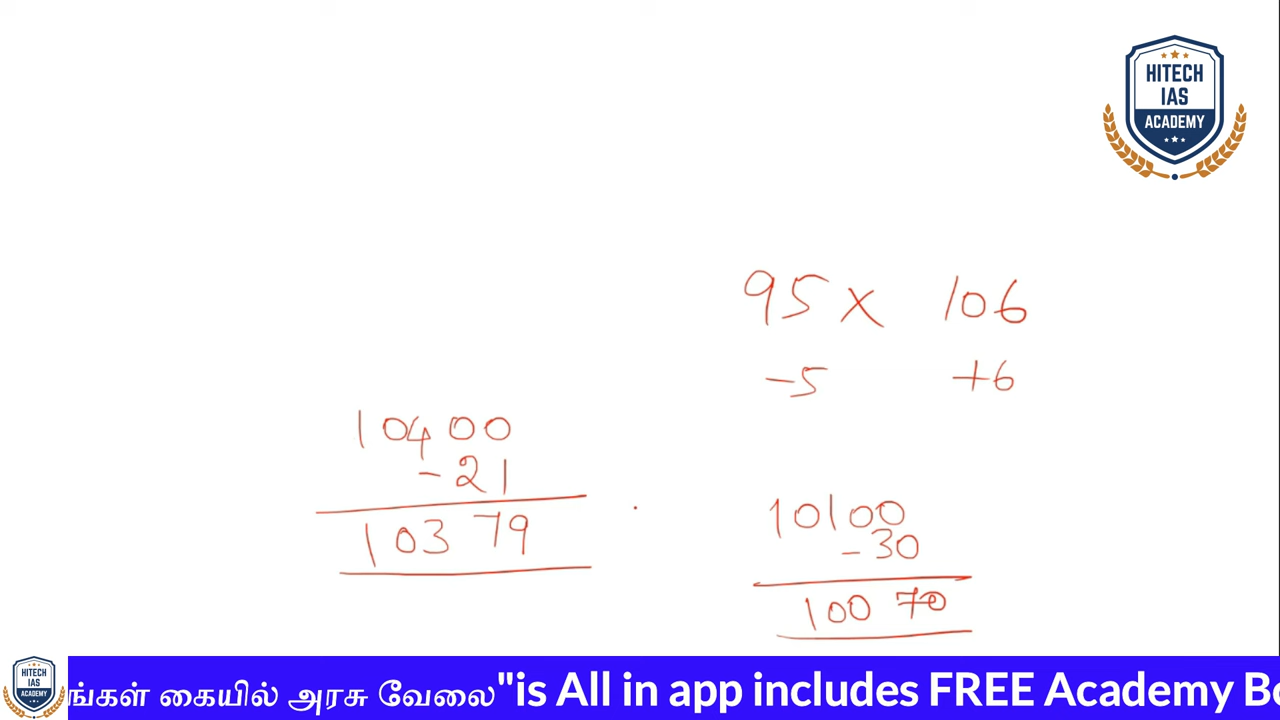 HITECH
IAS
ACADEMY
95 x 106
-5 +6
10400
-21
10379
10100
-30
10070
HITECH
IAS
ACADEMY
ங்கள் கையில் அரசு வேலை"is All in app includes FREE Academy Bo